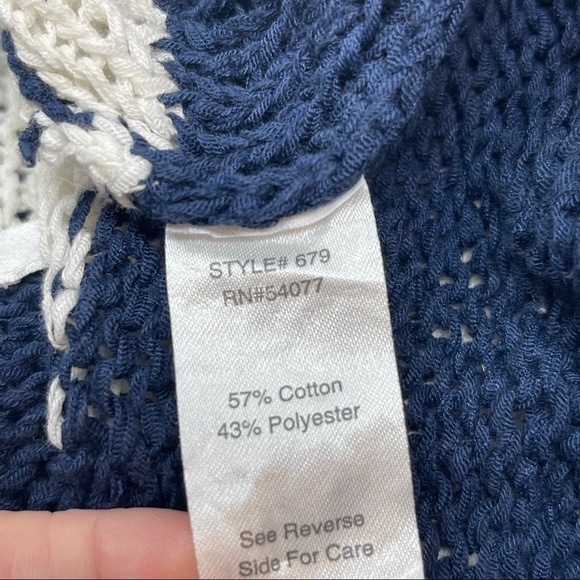 STYLE# 679
RN#54077
57% Cotton
43% Polyester
See Reverse
Side For Care